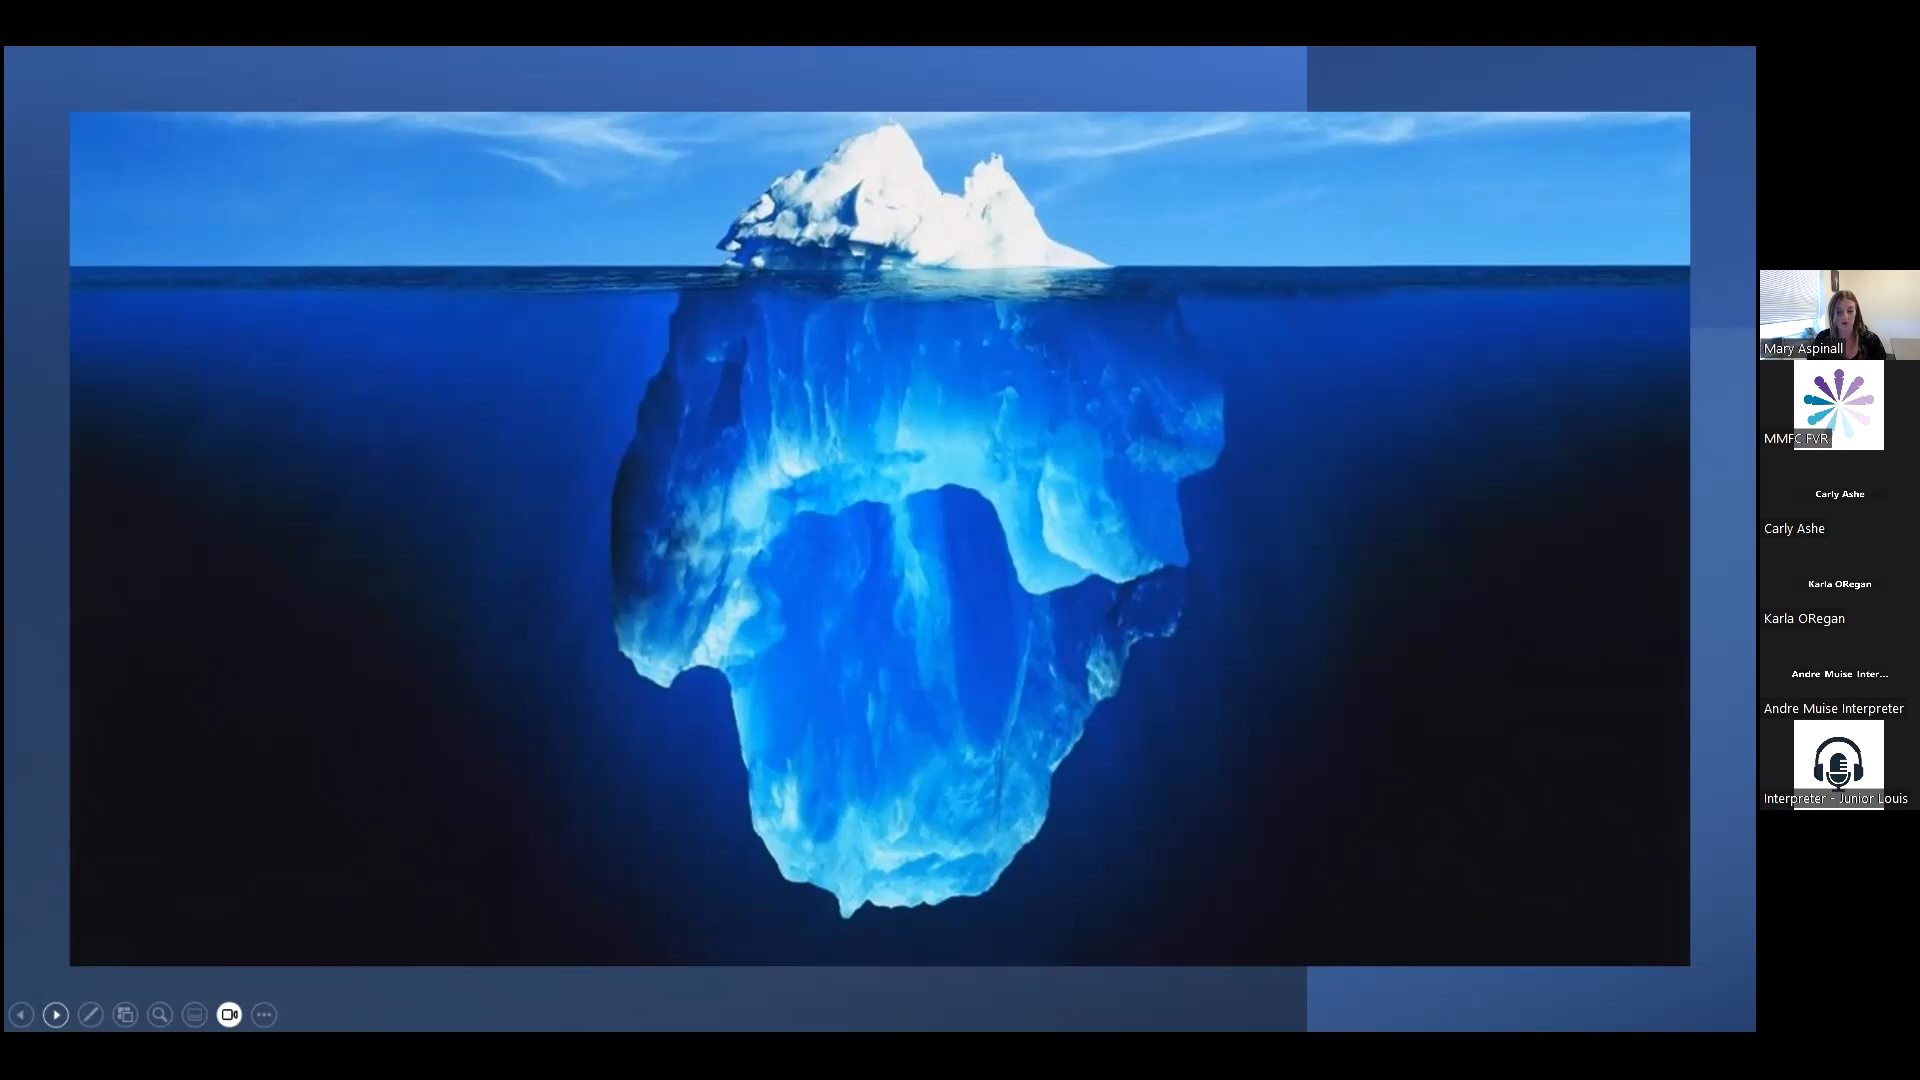 Mary Aspinall
MMFC FVR
Carly Ashe
Carly Ashe
Karla ORegan
Karla ORegan
Andre Muise Inter...
Andre Muise Interpreter
Interpreter - Junior Louis